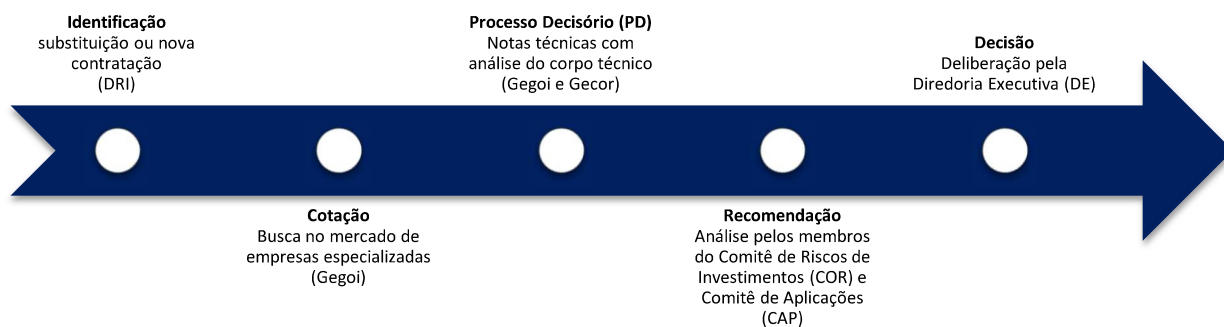 Identificação
substituição ou nova
contratação
(DRI)
Cotação
Busca no mercado de
empresas especializadas
(Gegoi)
Processo Decisório (PD)
Notas técnicas com
análise do corpo técnico
(Gegoi e Gecor)
Recomendação
Análise pelos membros
do Comitê de Riscos de
Investimentos (COR) e
Comitê de Aplicações
(CAP)
Decisão
Deliberação pela
Diredoria Executiva (DE)